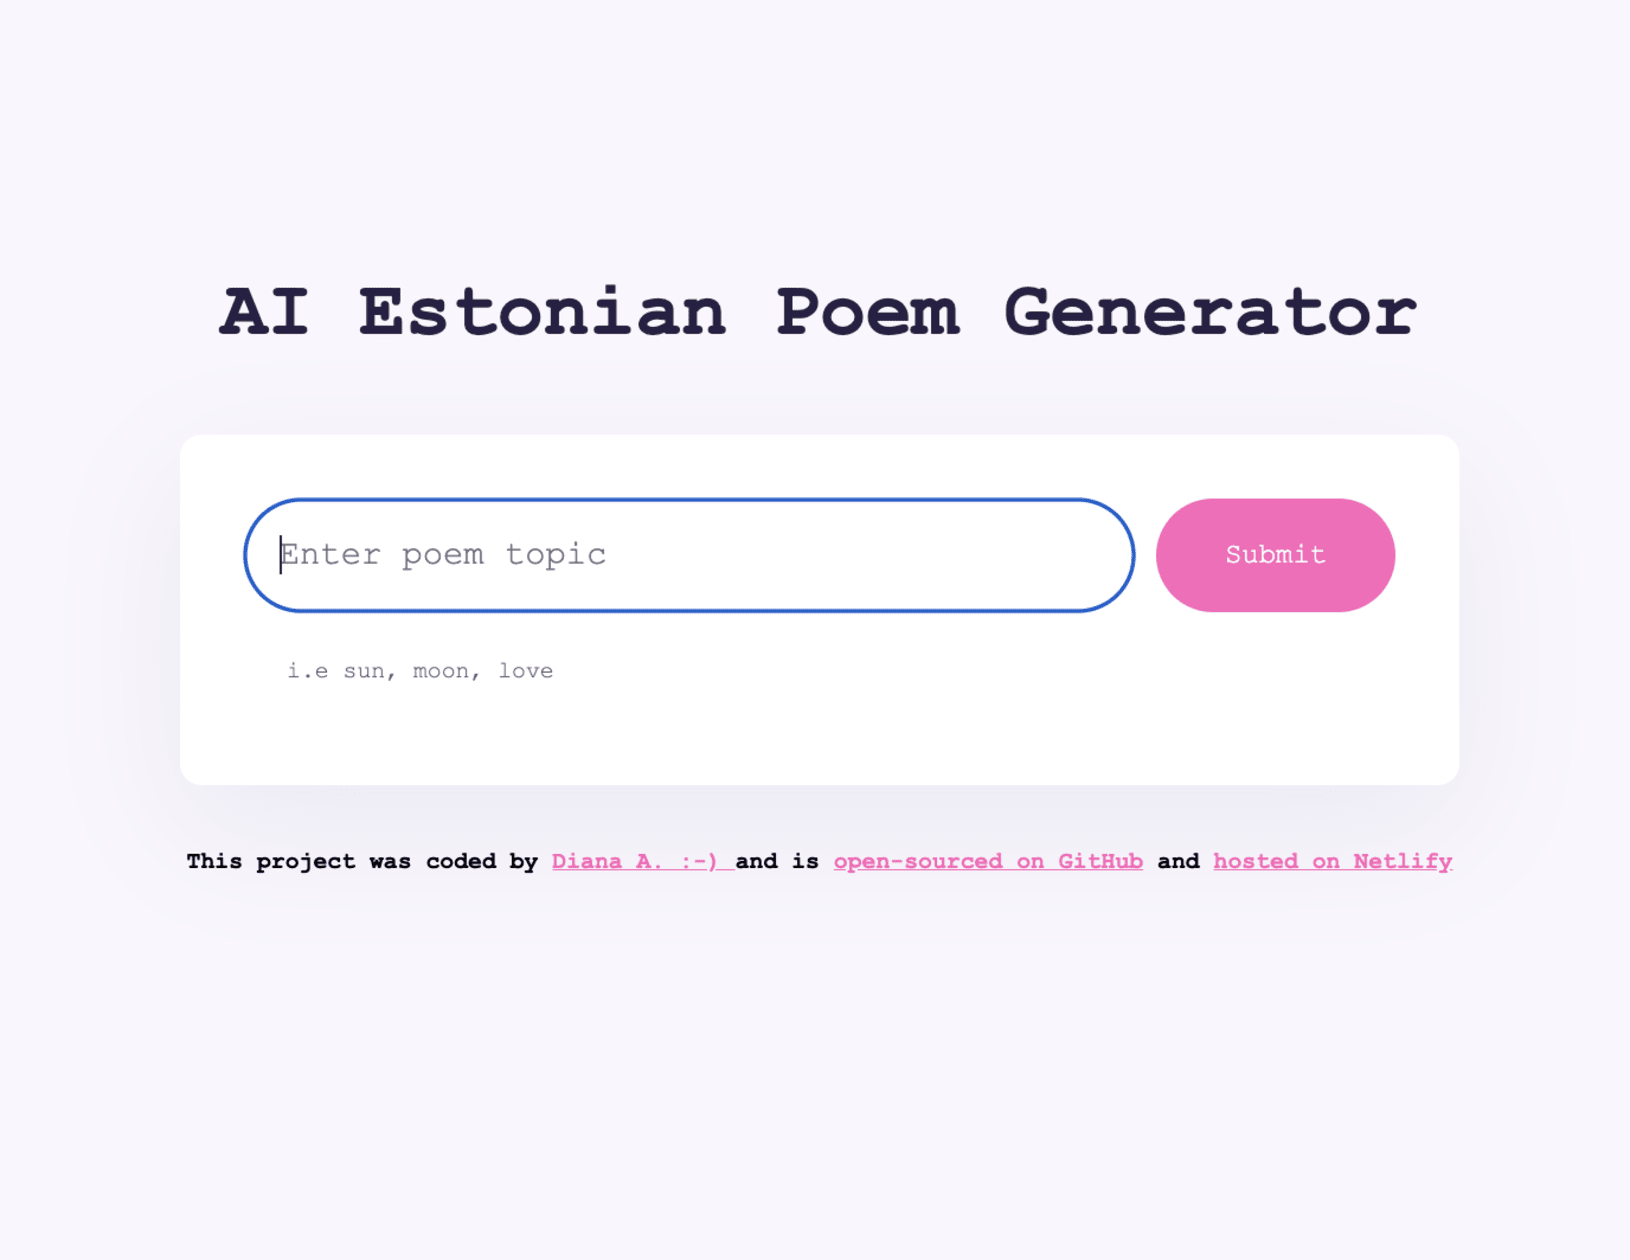 AI Estonian Poem Generator
Enter poem topic
Submit
i.e sun, moon, love
This project was coded by Diana A. :-) and is open-sourced on GitHub and hosted on Netlify